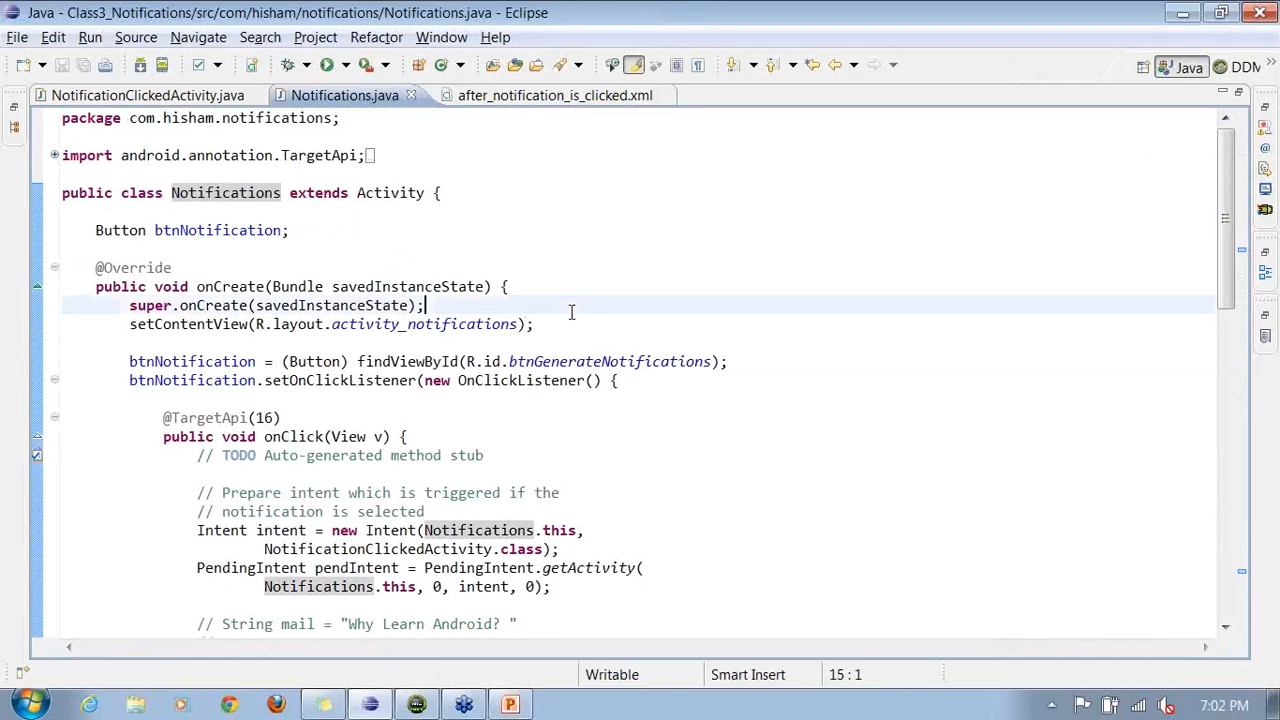 Java - Class3_Notifications/src/com/hisham/notifications/Notifications.java - Eclipse
File Edit Run Source Navigate Search Project Refactor Window Help
Java DDM
NotificationClickedActivity.java Notifications.java after_notification_is_clicked.xml
package com.hisham.notifications;
import android.annotation.TargetApi;
public class Notifications extends Activity {
Button btnNotification;
@Override
public void onCreate(Bundle savedInstanceState) {
super.onCreate(savedInstanceState);
setContentView(R.layout.activity_notifications);
btnNotification = (Button) findViewById(R.id.btnGenerateNotifications);
btnNotification.setOnClickListener(new OnClickListener() {
@TargetApi(16)
public void onClick(View v) {
// TODO Auto-generated method stub
// Prepare intent which is triggered if the
// notification is selected
Intent intent = new Intent(Notifications.this,
NotificationClickedActivity.class);
PendingIntent pendIntent = PendingIntent.getActivity(
Notifications.this, 0, intent, 0);
// String mail = "Why Learn Android? "
Writable Smart Insert 15 : 1
7:02 PM